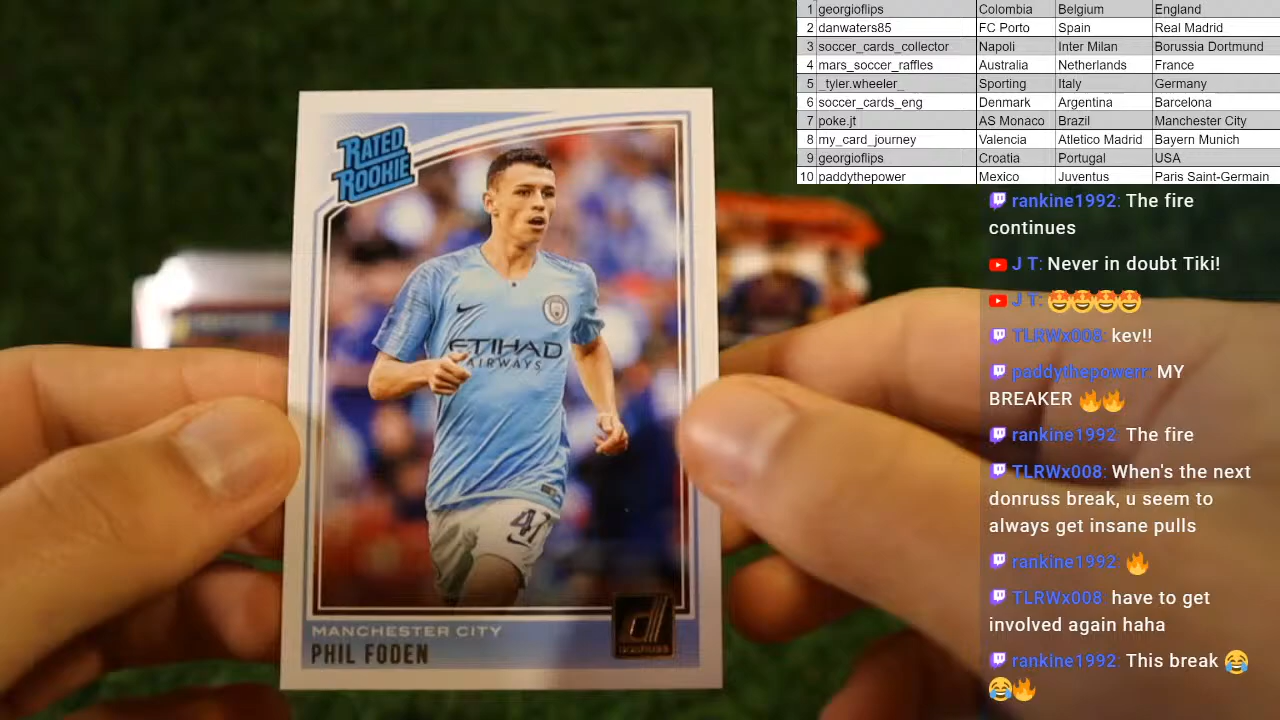 1 georgioflips Colombia Belgium England
2 danwaters85 FC Porto Spain Real Madrid
3 soccer_cards_collector Napoli Inter Milan Borussia Dortmund
4 mars_soccer_raffles Australia Netherlands France
5 _tyler.wheeler_ Sporting Italy Germany
6 soccer_cards_eng Denmark Argentina Barcelona
7 poke.jt AS Monaco Brazil Manchester City
8 my_card_journey Valencia Atletico Madrid Bayern Munich
9 georgioflips Croatia Portugal USA
10 paddythepower Mexico Juventus Paris Saint-Germain
RATED
ROOKIE
ETIHAD
AIRWAYS
47
MANCHESTER CITY
PHIL FODEN
donruss
rankine1992: The fire
continues
J T: Never in doubt Tiki!
J T: 🤩🤩🤩🤩
TLRWx008: kev!!
paddythepowerr: MY
BREAKER 🔥🔥
rankine1992: The fire
TLRWx008: When's the next
donruss break, u seem to
always get insane pulls
rankine1992: 🔥
TLRWx008: have to get
involved again haha
rankine1992: This break 😂
😂🔥